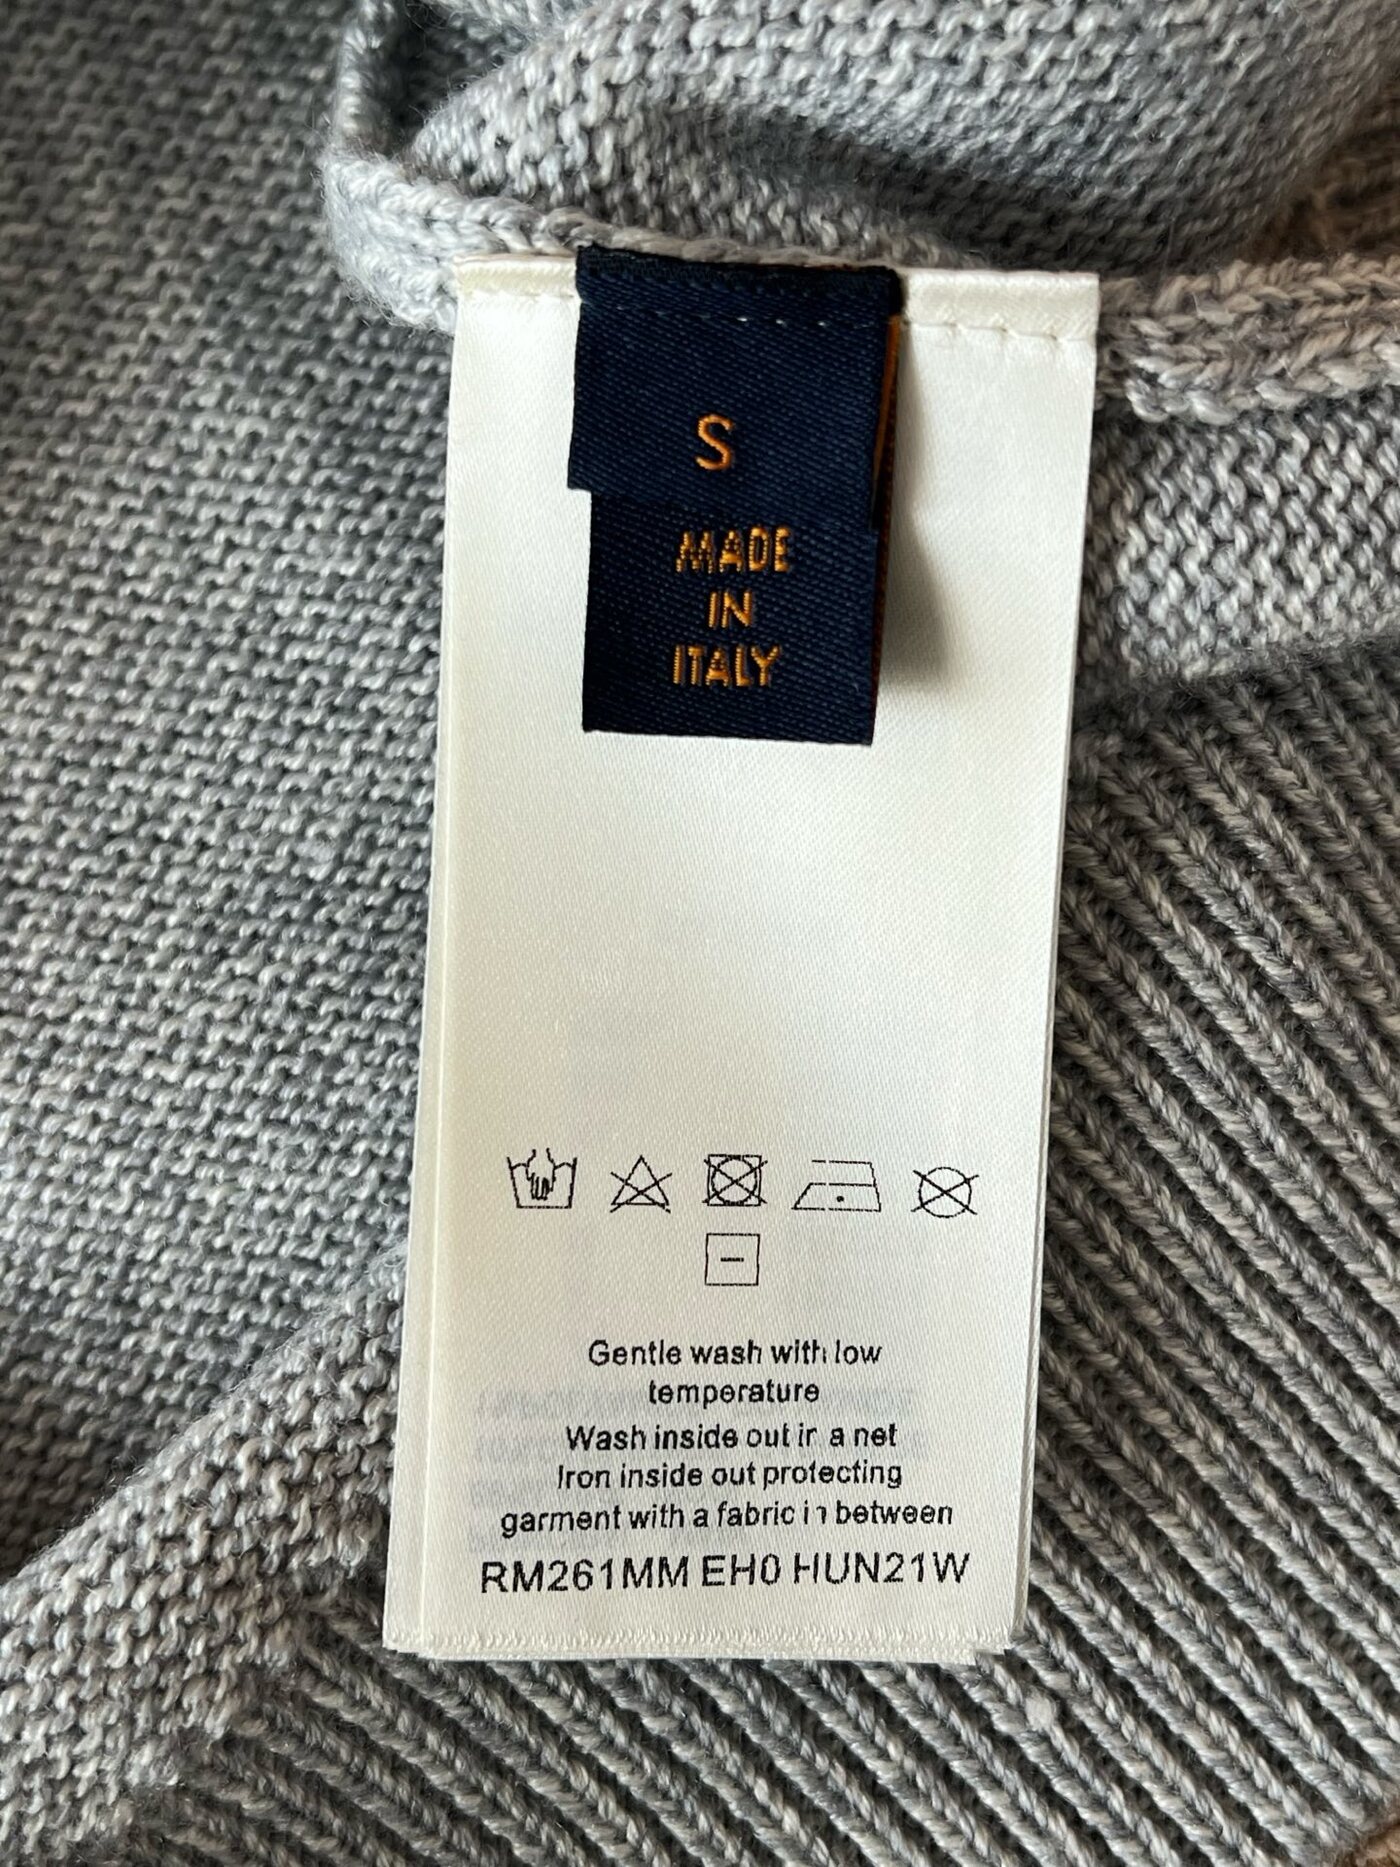 S
MADE
IN
ITALY
Gentle wash with low
temperature
Wash inside out in a net
Iron inside out protecting
garment with a fabric in between
RM261MM EH0 HUN21W